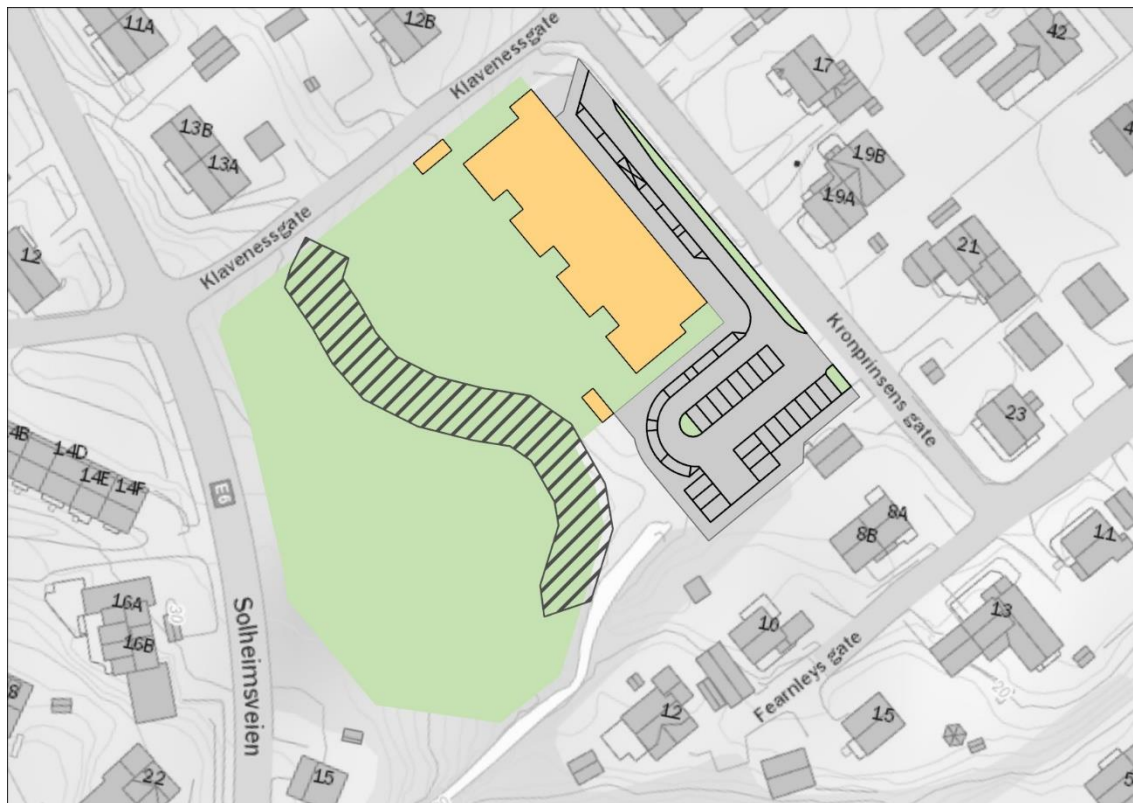 11A
12B
42
Klavenessgate
17
13B
13A
19B
19A
12
Klavenessgate
21
Kronprinsens gate
23
14D
14E
14F
E6
8A
8B
11
16A
30
16B
Solheimsveien
10
13
Fearnleys gate
20
12
15
22
15